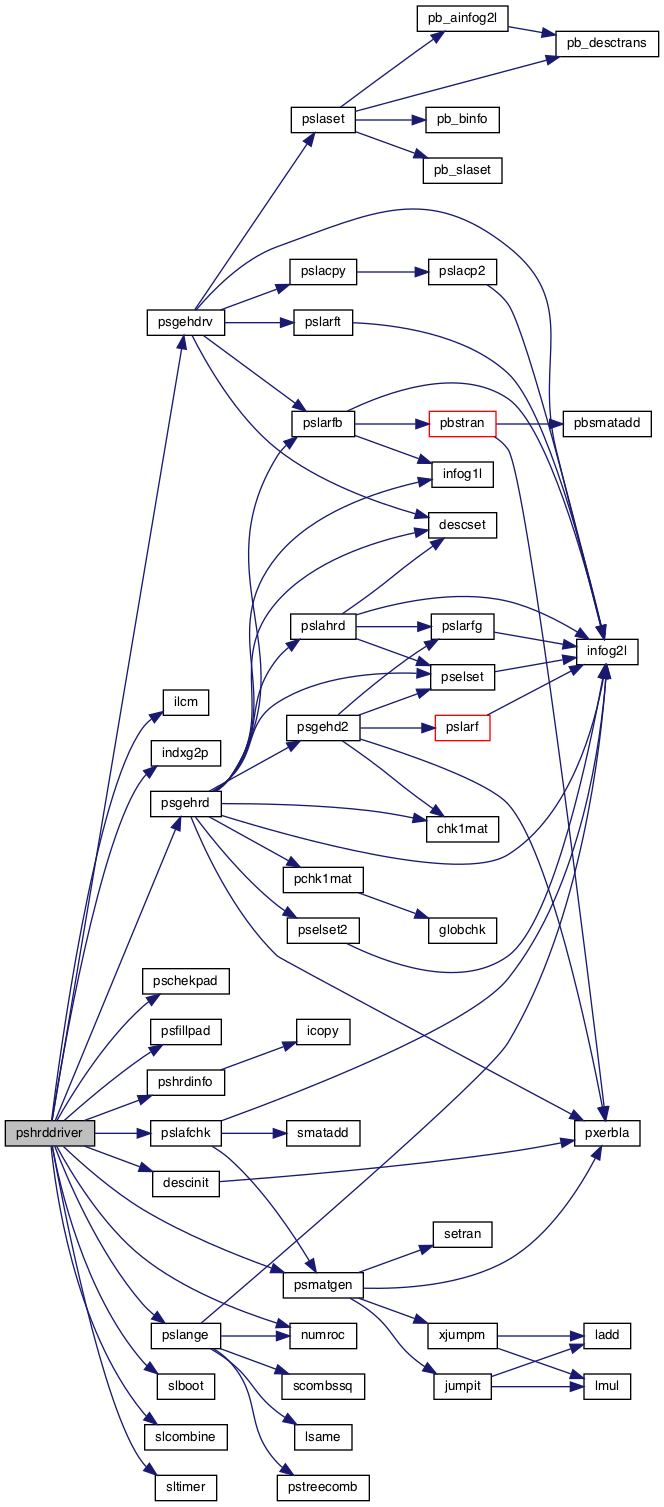 pb_ainfog2l
pb_desctrans
pslaset
pb_binfo
pb_slaset
pslacpy
pslacp2
psgehdrv
pslarft
pslarfb
pbstran
pbsmatadd
infog1l
descset
pslahrd
pslarfg
infog2l
pselset
ilcm
psgehd2
pslarf
indxg2p
psgehrd
chk1mat
pchk1mat
globchk
pselset2
pschekpad
psfillpad
icopy
pshrdinfo
pshrddriver
pslafchk
smatadd
pxerbla
descinit
setran
psmatgen
pslange
numroc
xjumpm
ladd
slboot
scombssq
jumpit
lmul
slcombine
lsame
sltimer
pstreecomb